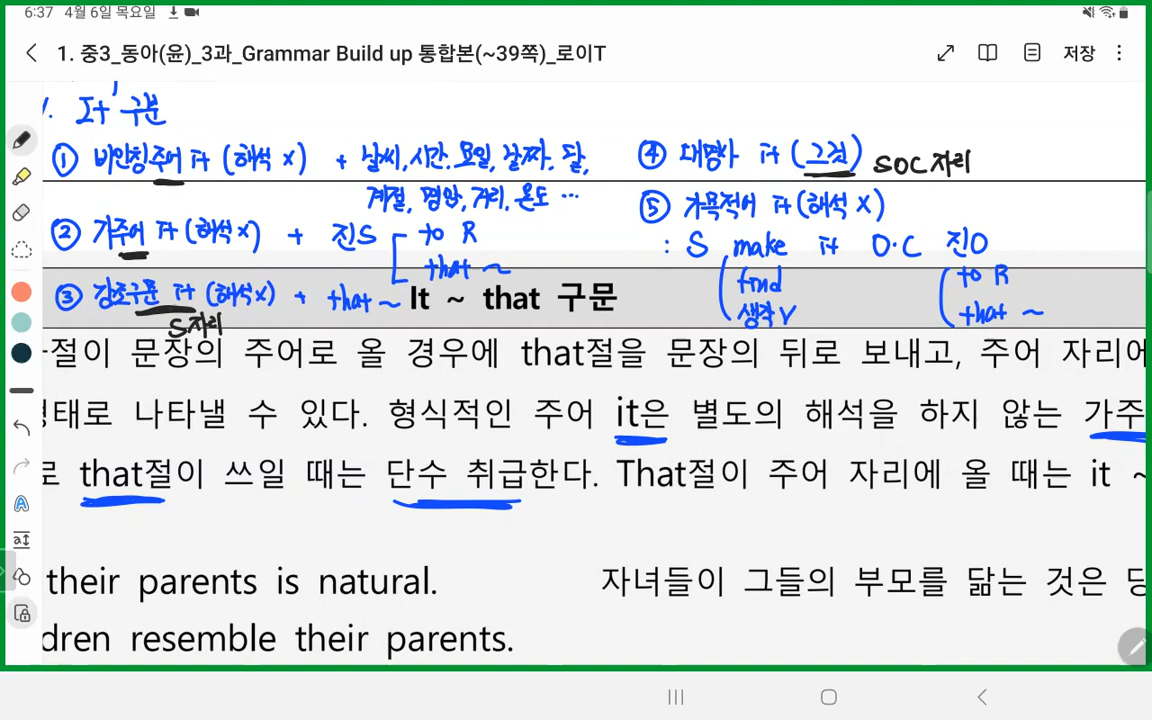 6:37 4월 6일 목요일
1. 중3_동아(윤)_3과_Grammar Build up 통합본(~39쪽)_로이T
저장
It 구문
① 비인칭주어 it (해석 x) + 날씨, 시간, 요일, 날짜, 달,
계절, 명암, 거리, 온도 …
② 가주어 it (해석 x) + 진S to R
that ~
③ 강조구문 it (해석x) + that ~
S자리
④ 대명사 it (그것) SOC 자리
⑤ 가목적어 it (해석 X)
: S make it O·C 진O
find to R
생각V that ~
It ~ that 구문
절이 문장의 주어로 올 경우에 that절을 문장의 뒤로 보내고, 주어 자리에
형태로 나타낼 수 있다. 형식적인 주어 it은 별도의 해석을 하지 않는 가주
로 that절이 쓰일 때는 단수 취급한다. That절이 주어 자리에 올 때는 it ~
their parents is natural. 자녀들이 그들의 부모를 닮는 것은 당
dren resemble their parents.